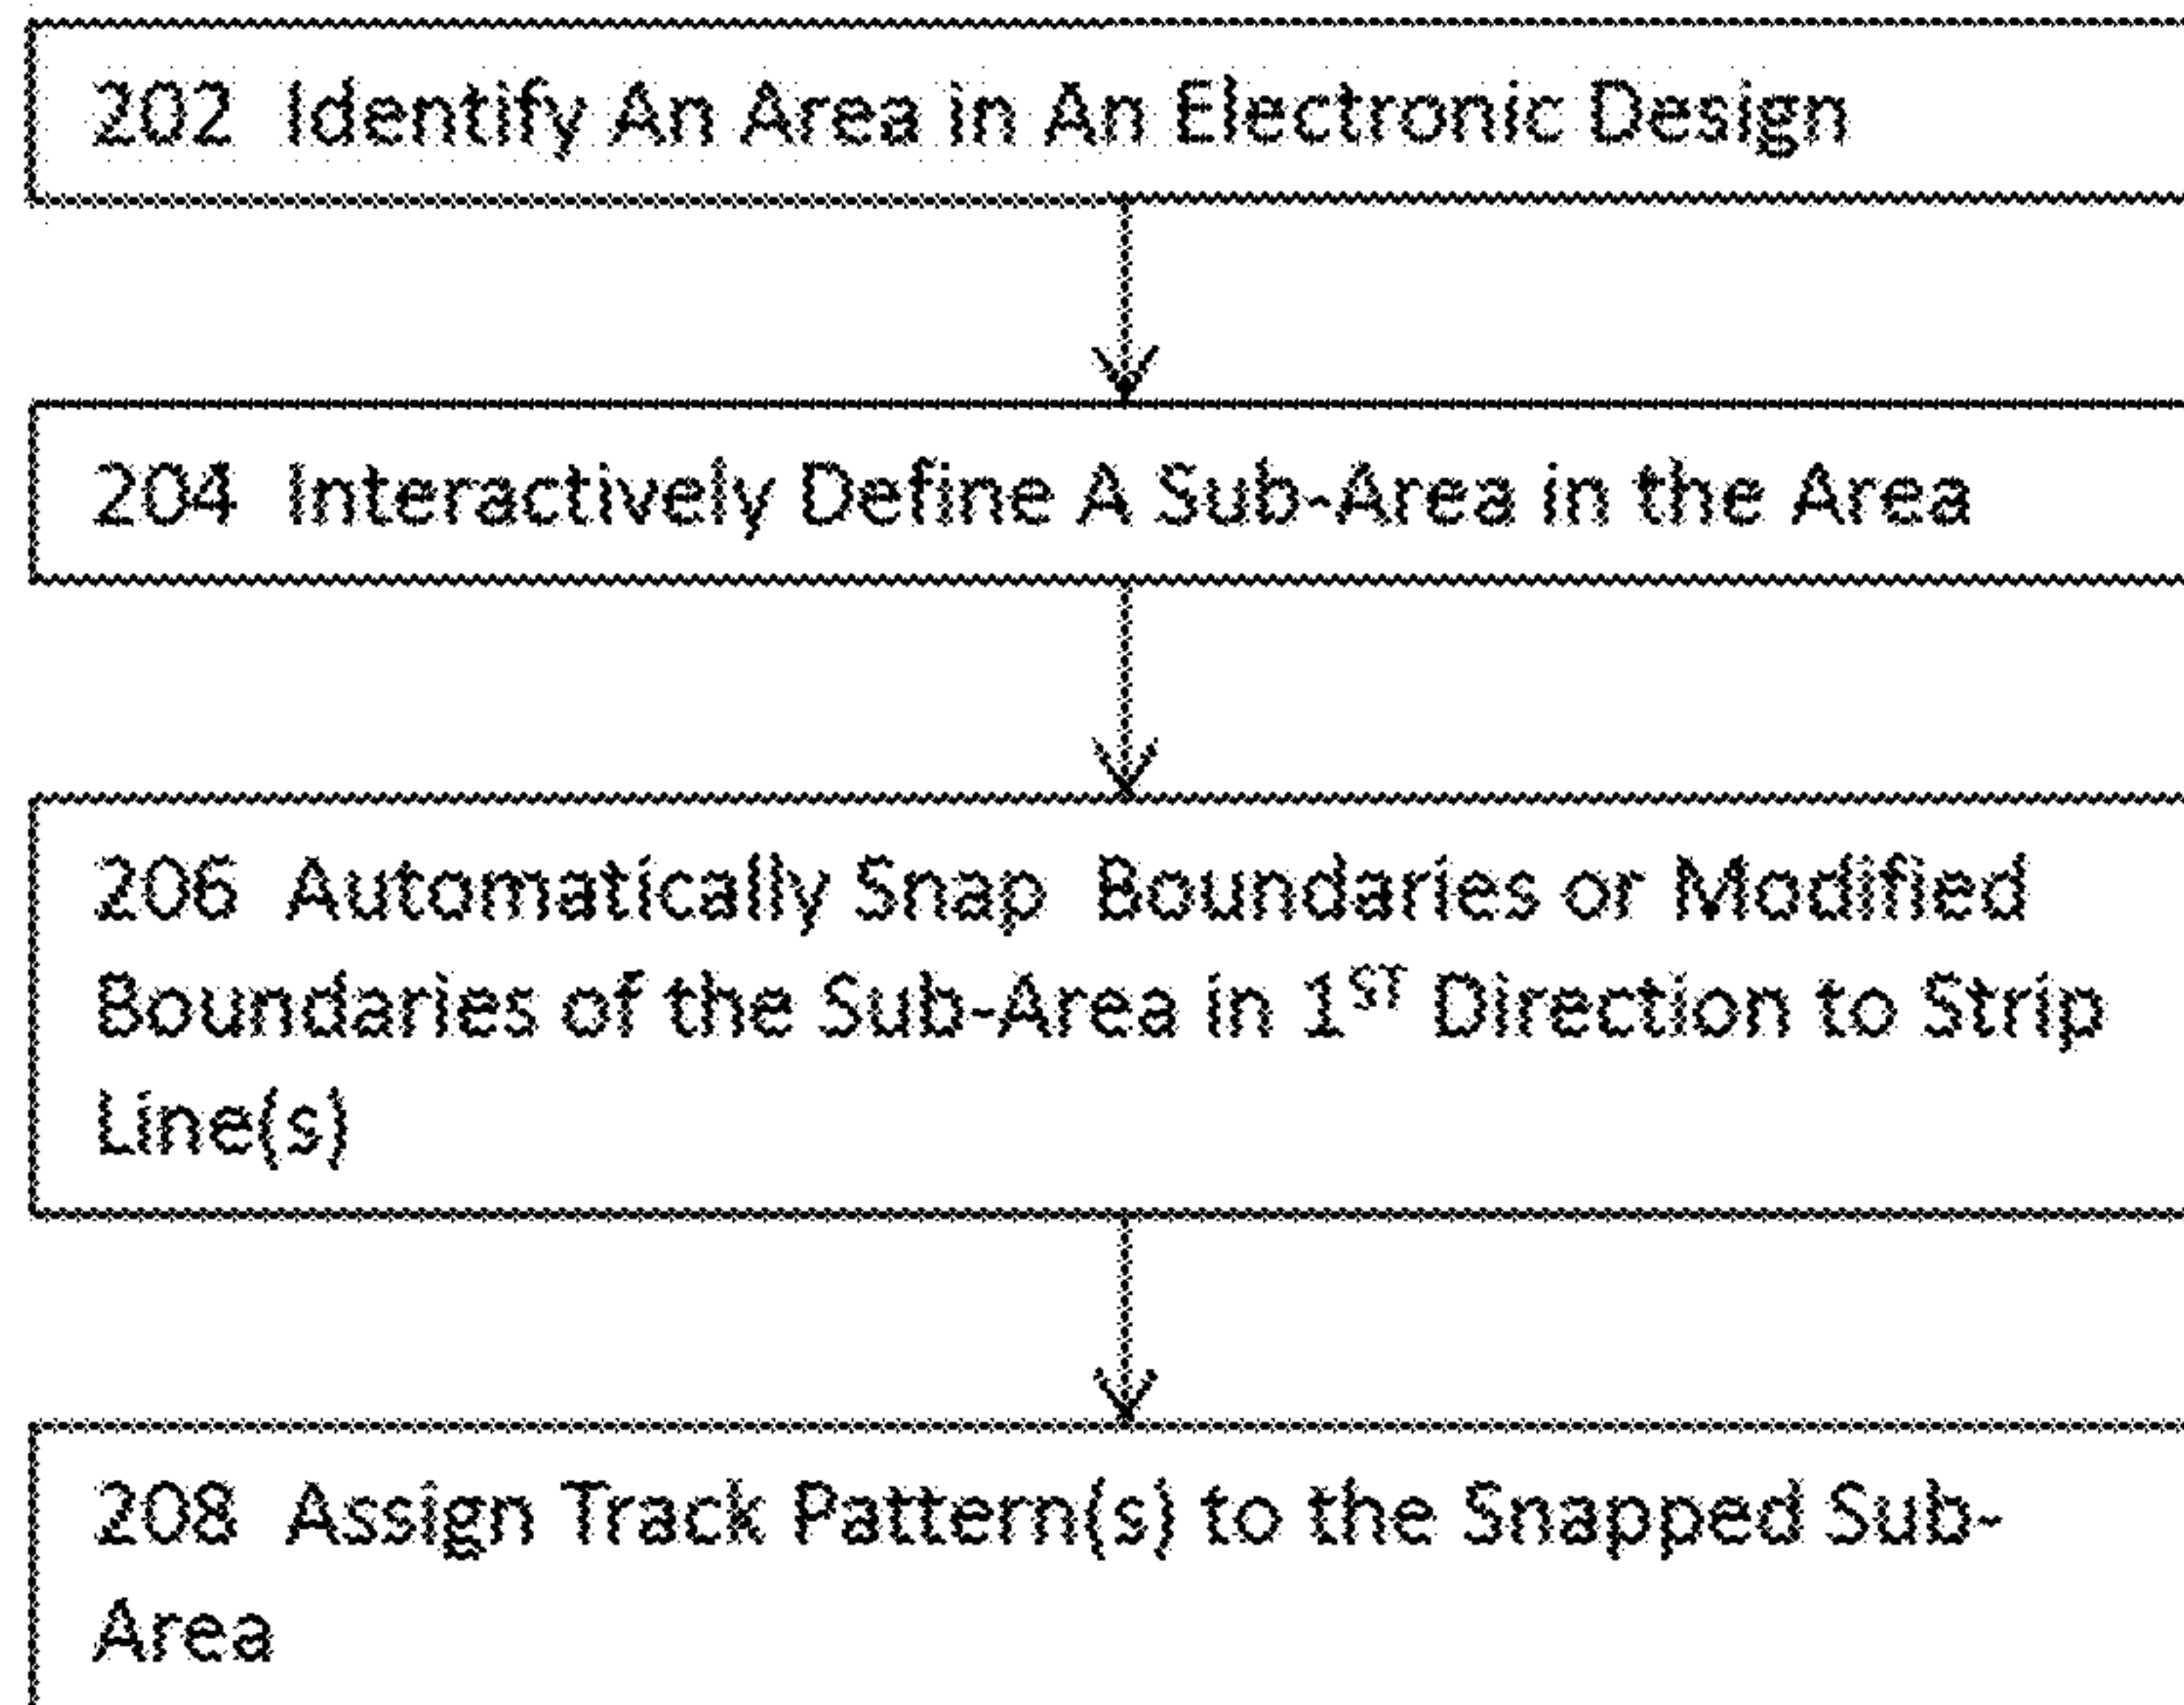 202 Identify An Area in An Electronic Design
204 Interactively Define A Sub-Area in the Area
206 Automatically Snap Boundaries or Modified
Boundaries of the Sub-Area in 1ST Direction to Strip
Line(s)
208 Assign Track Pattern(s) to the Snapped Sub-
Area